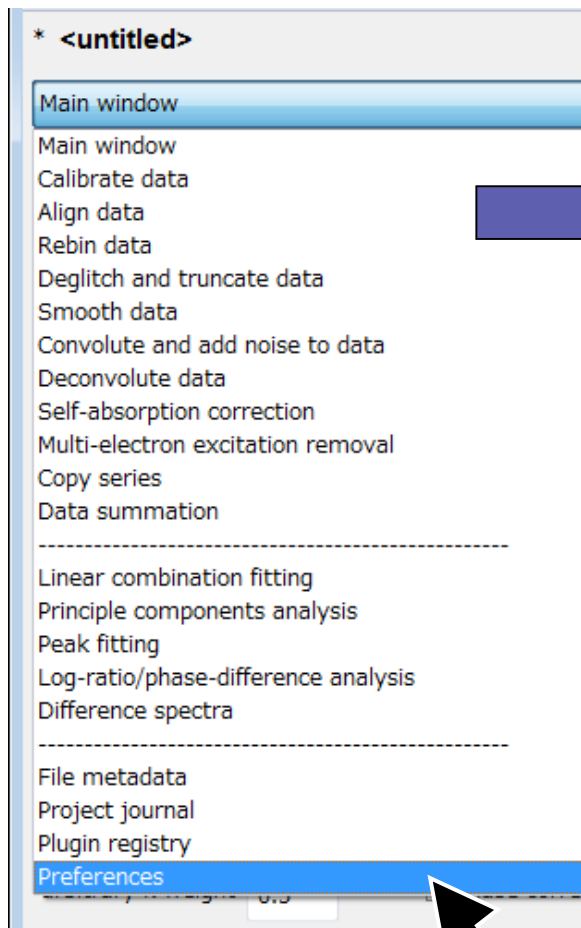 * <untitled>
Main window
Main window
Calibrate data
Align data
Rebin data
Deglitch and truncate data
Smooth data
Convolute and add noise to data
Deconvolute data
Self-absorption correction
Multi-electron excitation removal
Copy series
Data summation
---------------------------------------------------
Linear combination fitting
Principle components analysis
Peak fitting
Log-ratio/phase-difference analysis
Difference spectra
---------------------------------------------------
File metadata
Project journal
Plugin registry
Preferences